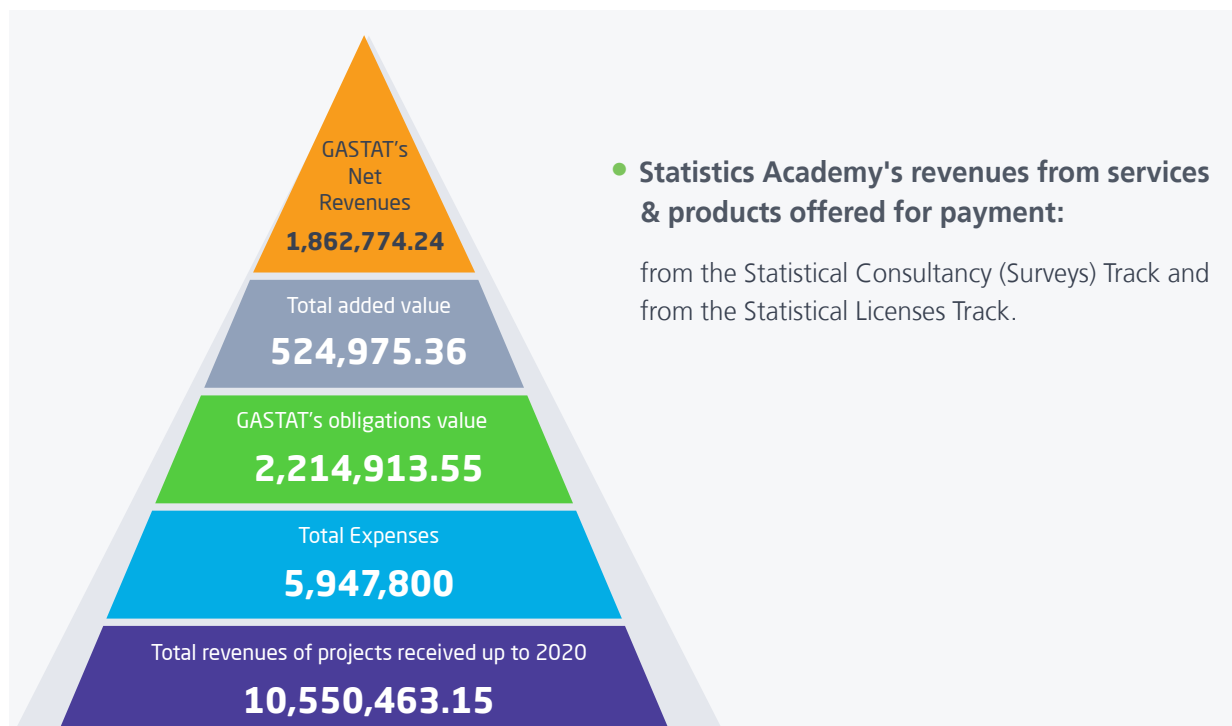 GASTAT's
Net
Revenues
1,862,774.24
Total added value
524,975.36
GASTAT's obligations value
2,214,913.55
Total Expenses
5,947,800
Total revenues of projects received up to 2020
10,550,463.15
• Statistics Academy's revenues from services
& products offered for payment:
from the Statistical Consultancy (Surveys) Track and
from the Statistical Licenses Track.